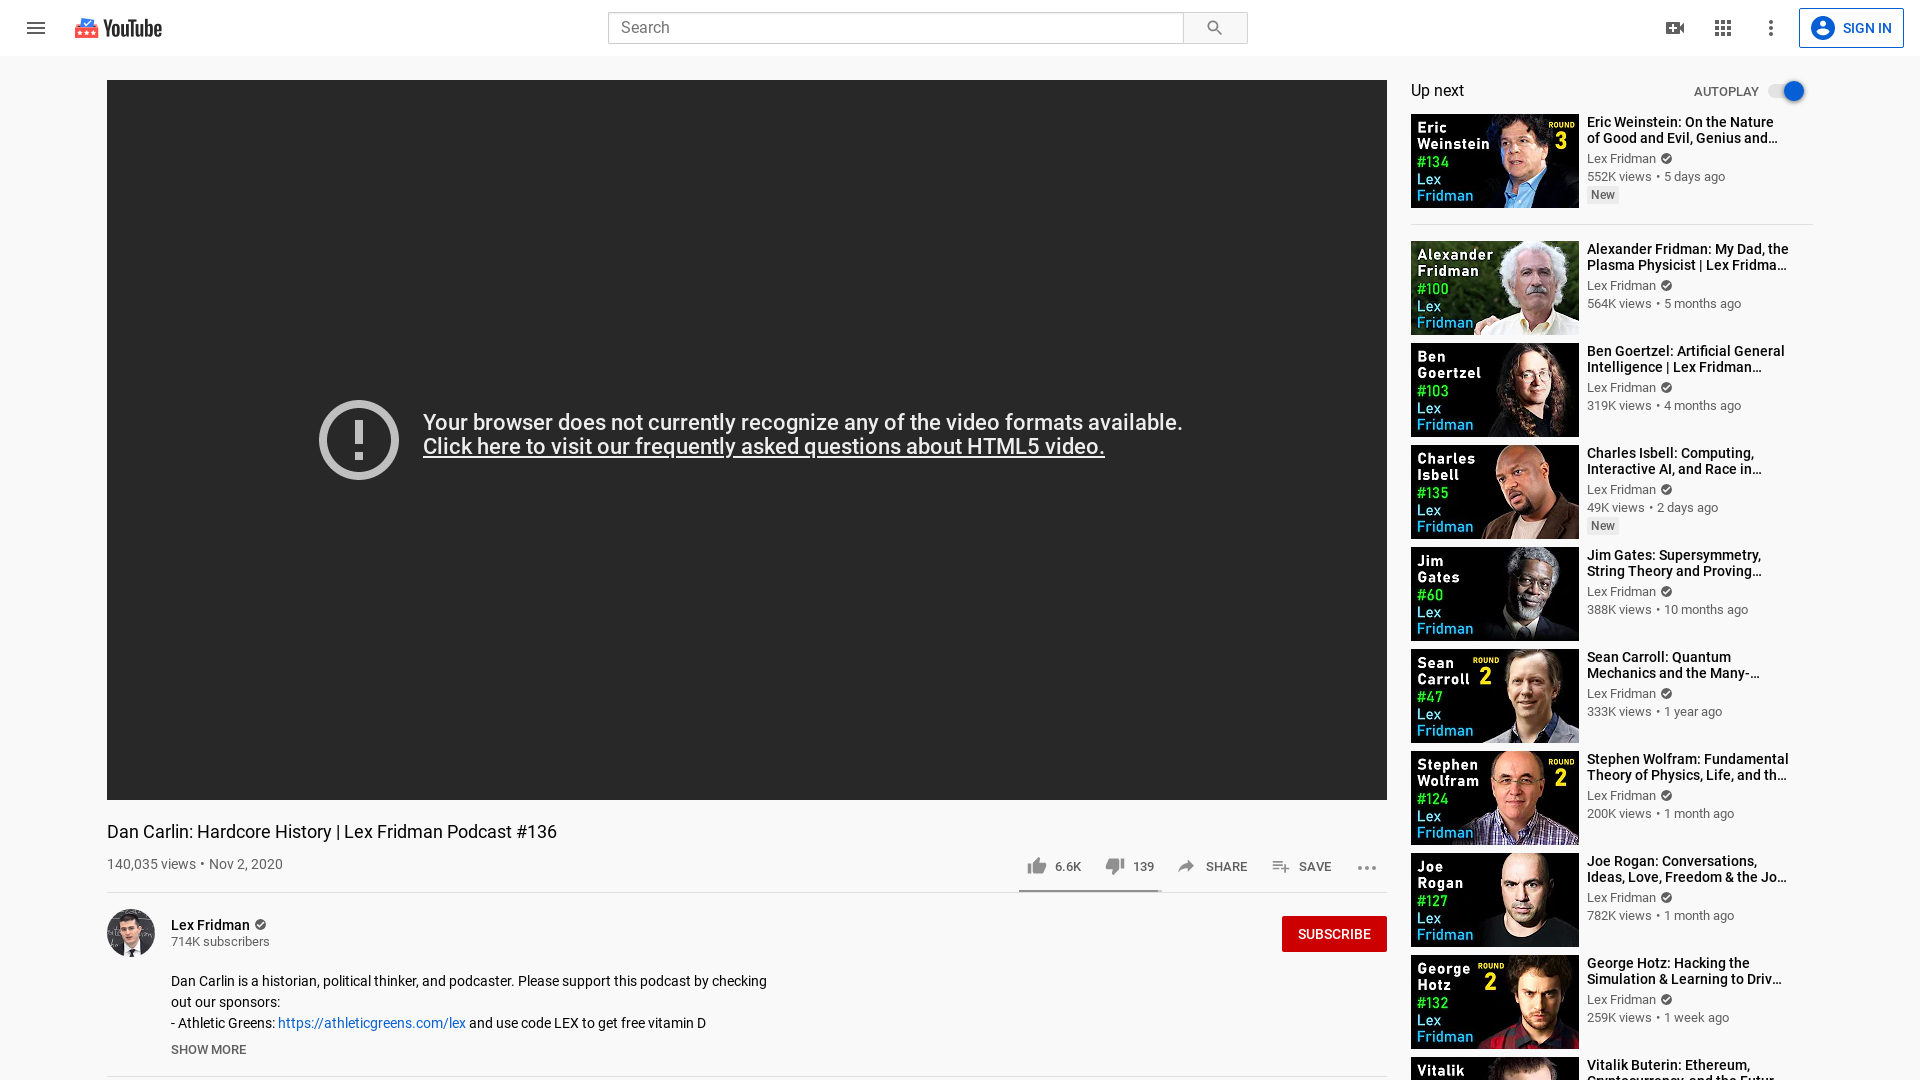 YouTube
Search
SIGN IN
Your browser does not currently recognize any of the video formats available.
Click here to visit our frequently asked questions about HTML5 video.
Dan Carlin: Hardcore History | Lex Fridman Podcast #136
140,035 views • Nov 2, 2020
6.6K
139
SHARE
SAVE
Lex Fridman
714K subscribers
SUBSCRIBE
Dan Carlin is a historian, political thinker, and podcaster. Please support this podcast by checking
out our sponsors:
- Athletic Greens: https://athleticgreens.com/lex and use code LEX to get free vitamin D
SHOW MORE
Up next
AUTOPLAY
Eric
Weinstein
#134
Lex
Fridman
ROUND
3
Eric Weinstein: On the Nature
of Good and Evil, Genius and…
Lex Fridman
552K views • 5 days ago
New
Alexander
Fridman
#100
Lex
Fridman
Alexander Fridman: My Dad, the
Plasma Physicist | Lex Fridma…
Lex Fridman
564K views • 5 months ago
Ben
Goertzel
#103
Lex
Fridman
Ben Goertzel: Artificial General
Intelligence | Lex Fridman…
Lex Fridman
319K views • 4 months ago
Charles
Isbell
#135
Lex
Fridman
Charles Isbell: Computing,
Interactive AI, and Race in…
Lex Fridman
49K views • 2 days ago
New
Jim
Gates
#60
Lex
Fridman
Jim Gates: Supersymmetry,
String Theory and Proving…
Lex Fridman
388K views • 10 months ago
Sean
Carroll
#47
Lex
Fridman
ROUND
2
Sean Carroll: Quantum
Mechanics and the Many-…
Lex Fridman
333K views • 1 year ago
Stephen
Wolfram
#124
Lex
Fridman
ROUND
2
Stephen Wolfram: Fundamental
Theory of Physics, Life, and th…
Lex Fridman
200K views • 1 month ago
Joe
Rogan
#127
Lex
Fridman
Joe Rogan: Conversations,
Ideas, Love, Freedom & the Jo…
Lex Fridman
782K views • 1 month ago
George
Hotz
#132
Lex
Fridman
ROUND
2
George Hotz: Hacking the
Simulation & Learning to Driv…
Lex Fridman
259K views • 1 week ago
Vitalik
Vitalik Buterin: Ethereum,
Cryptocurrency, and the Futur…